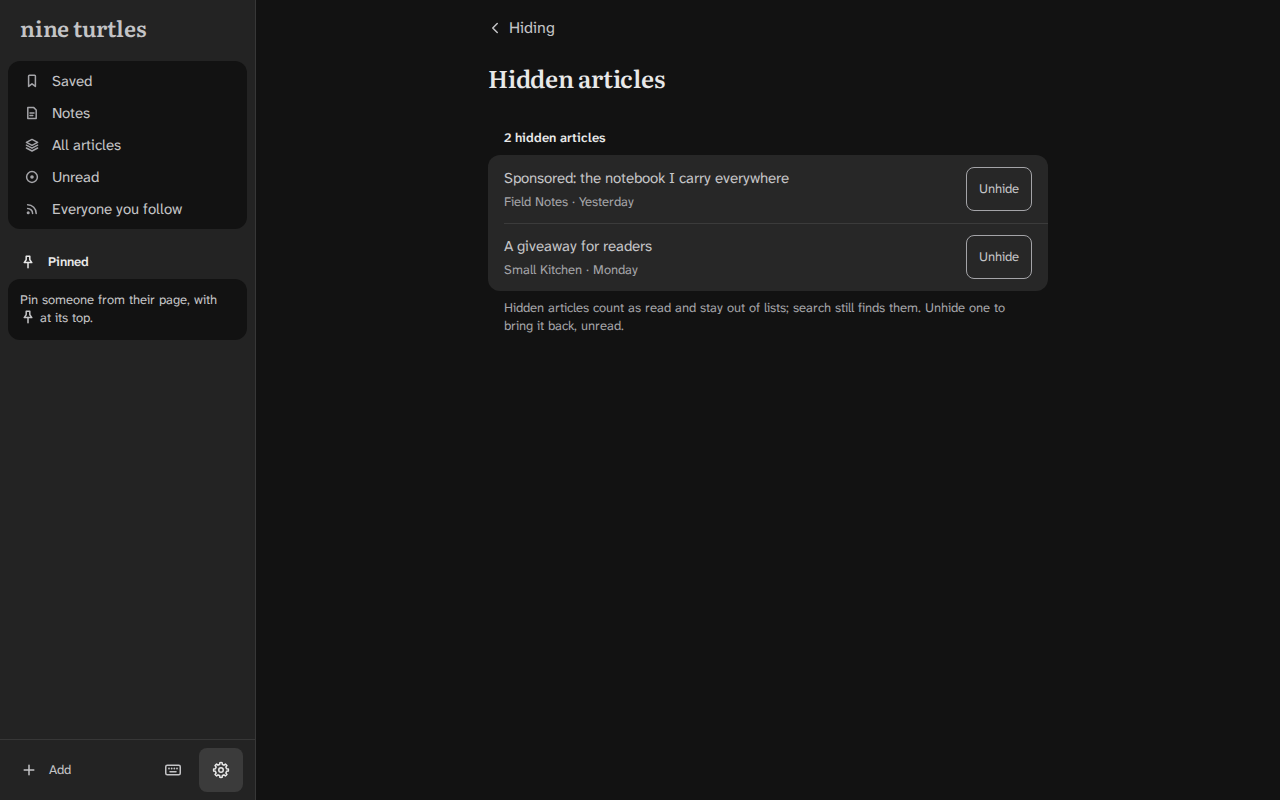 nine turtles
Saved
Notes
All articles
Unread
Everyone you follow
Pinned
Pin someone from their page, with
at its top.
Add
Hiding
Hidden articles
2 hidden articles
Sponsored: the notebook I carry everywhere
Field Notes · Yesterday
Unhide
A giveaway for readers
Small Kitchen · Monday
Unhide
Hidden articles count as read and stay out of lists; search still finds them. Unhide one to
bring it back, unread.